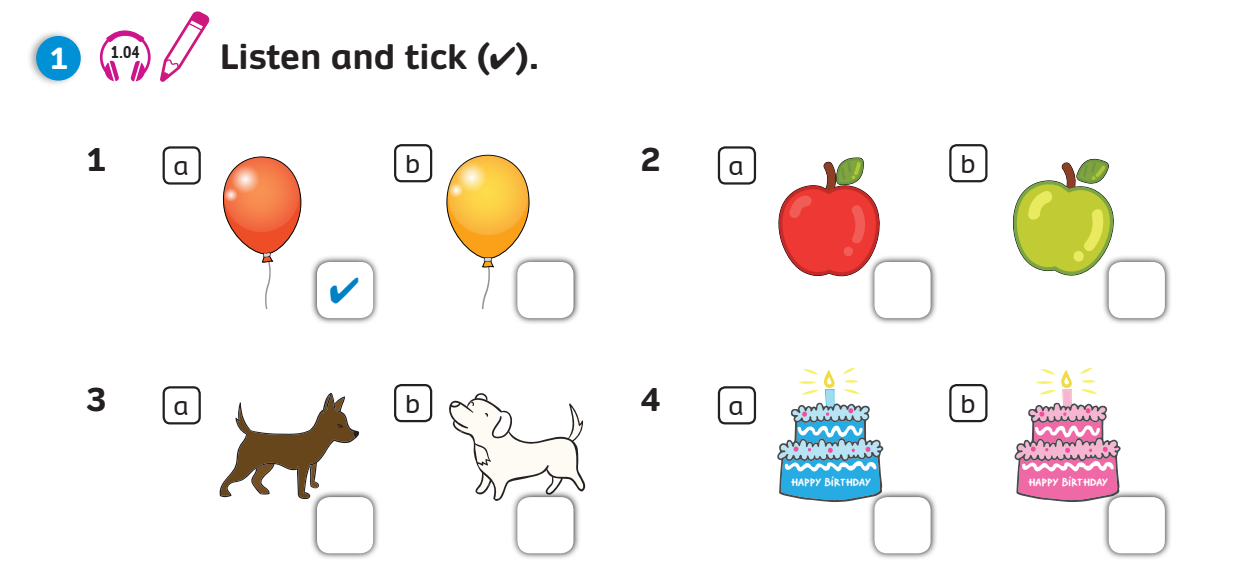 1 1.04 Listen and tick (✔).
1 a b 2 a b
✔
3 a b 4 a b
HAPPY BiRTHDAY HAPPY BiRTHDAY